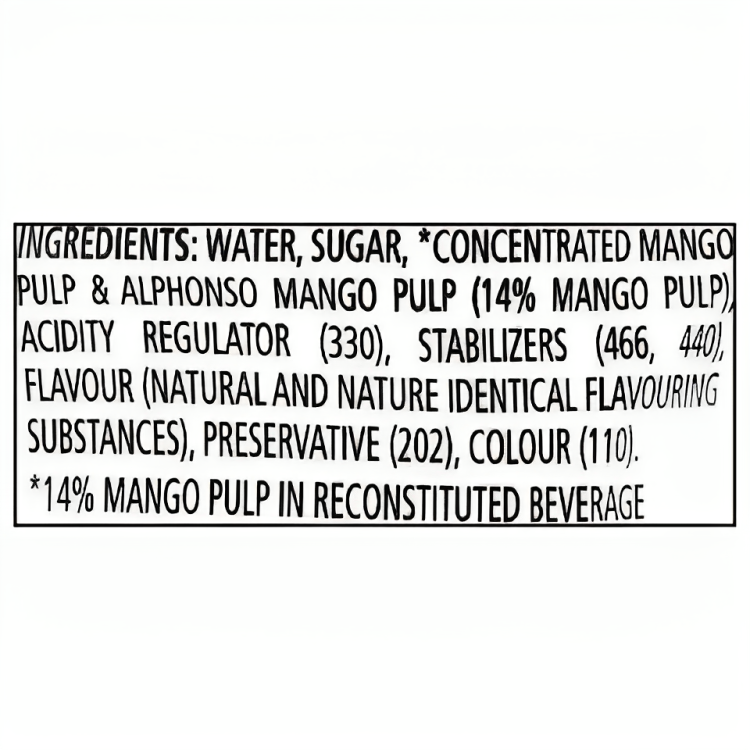 INGREDIENTS: WATER, SUGAR, *CONCENTRATED MANGO
PULP & ALPHONSO MANGO PULP (14% MANGO PULP),
ACIDITY REGULATOR (330), STABILIZERS (466, 440),
FLAVOUR (NATURAL AND NATURE IDENTICAL FLAVOURING
SUBSTANCES), PRESERVATIVE (202), COLOUR (110).
*14% MANGO PULP IN RECONSTITUTED BEVERAGE